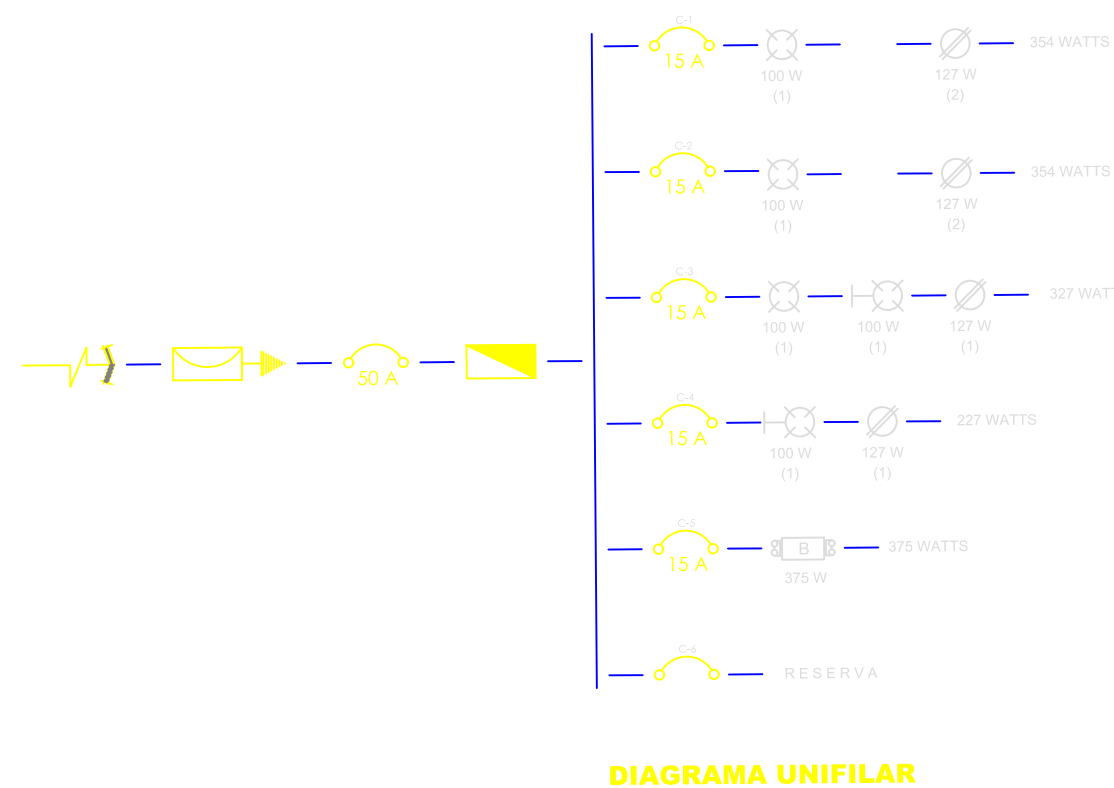 C-1
15 A
100 W
(1)
127 W
(2)
354 WATTS
C-2
15 A
100 W
(1)
127 W
(2)
354 WATTS
C-3
15 A
100 W
(1)
100 W
(1)
127 W
(1)
327 WAT
50 A
C-4
15 A
100 W
(1)
127 W
(1)
227 WATTS
C-5
15 A
B
375 W
375 WATTS
C-6
RESERVA
DIAGRAMA UNIFILAR